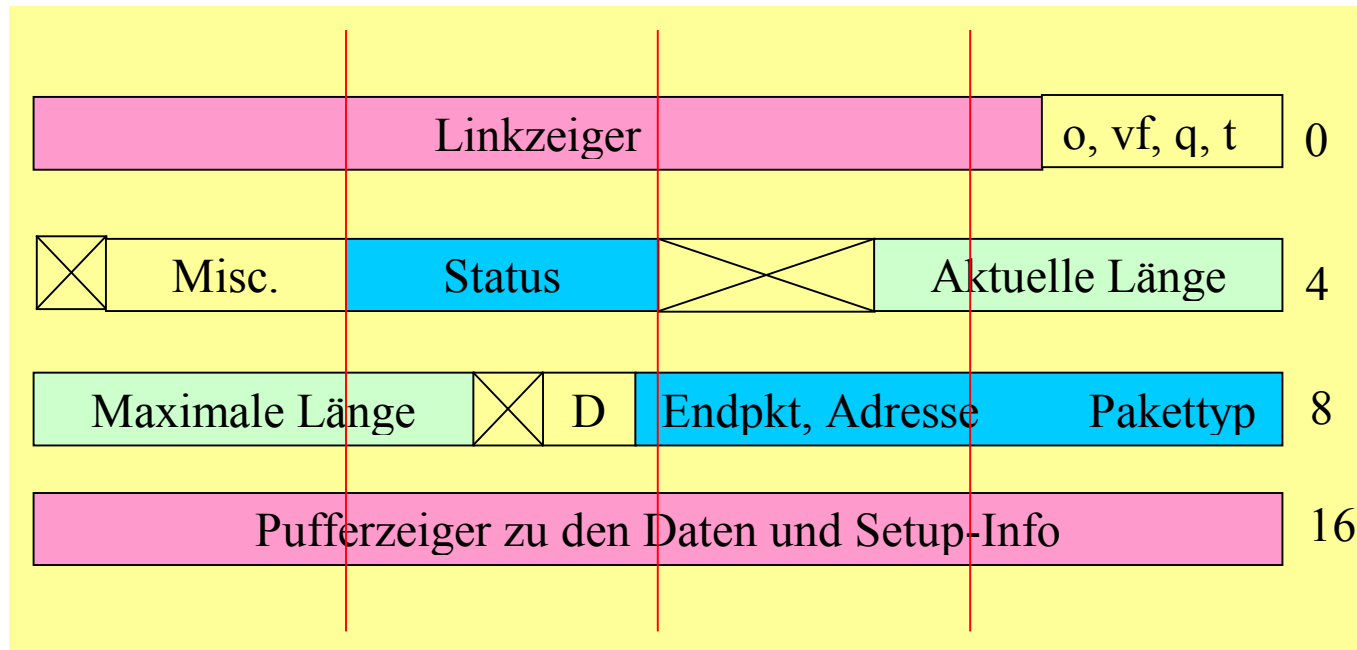 Linkzeiger o, vf, q, t 0
Misc. Status Aktuelle Länge 4
Maximale Länge D Endpkt, Adresse Pakettyp 8
Pufferzeiger zu den Daten und Setup-Info 16